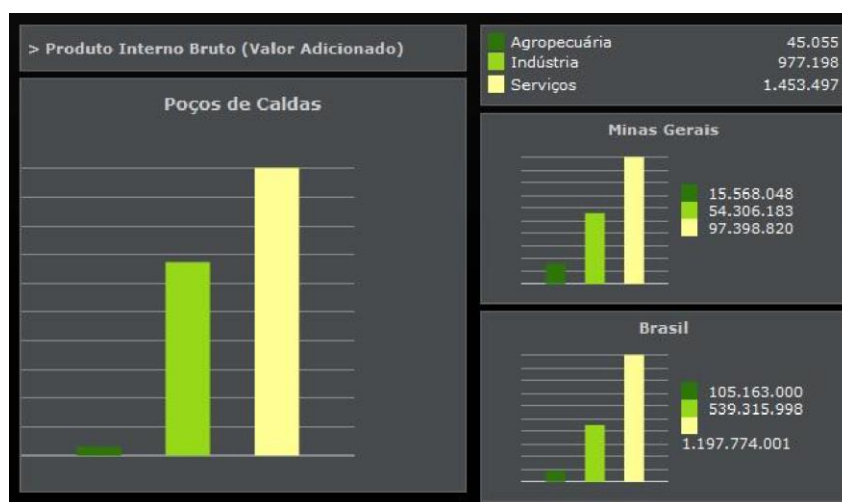 > Produto Interno Bruto (Valor Adicionado)
Poços de Caldas
Agropecuária 45.055
Indústria 977.198
Serviços 1.453.497
Minas Gerais
15.568.048
54.306.183
97.398.820
Brasil
105.163.000
539.315.998
1.197.774.001